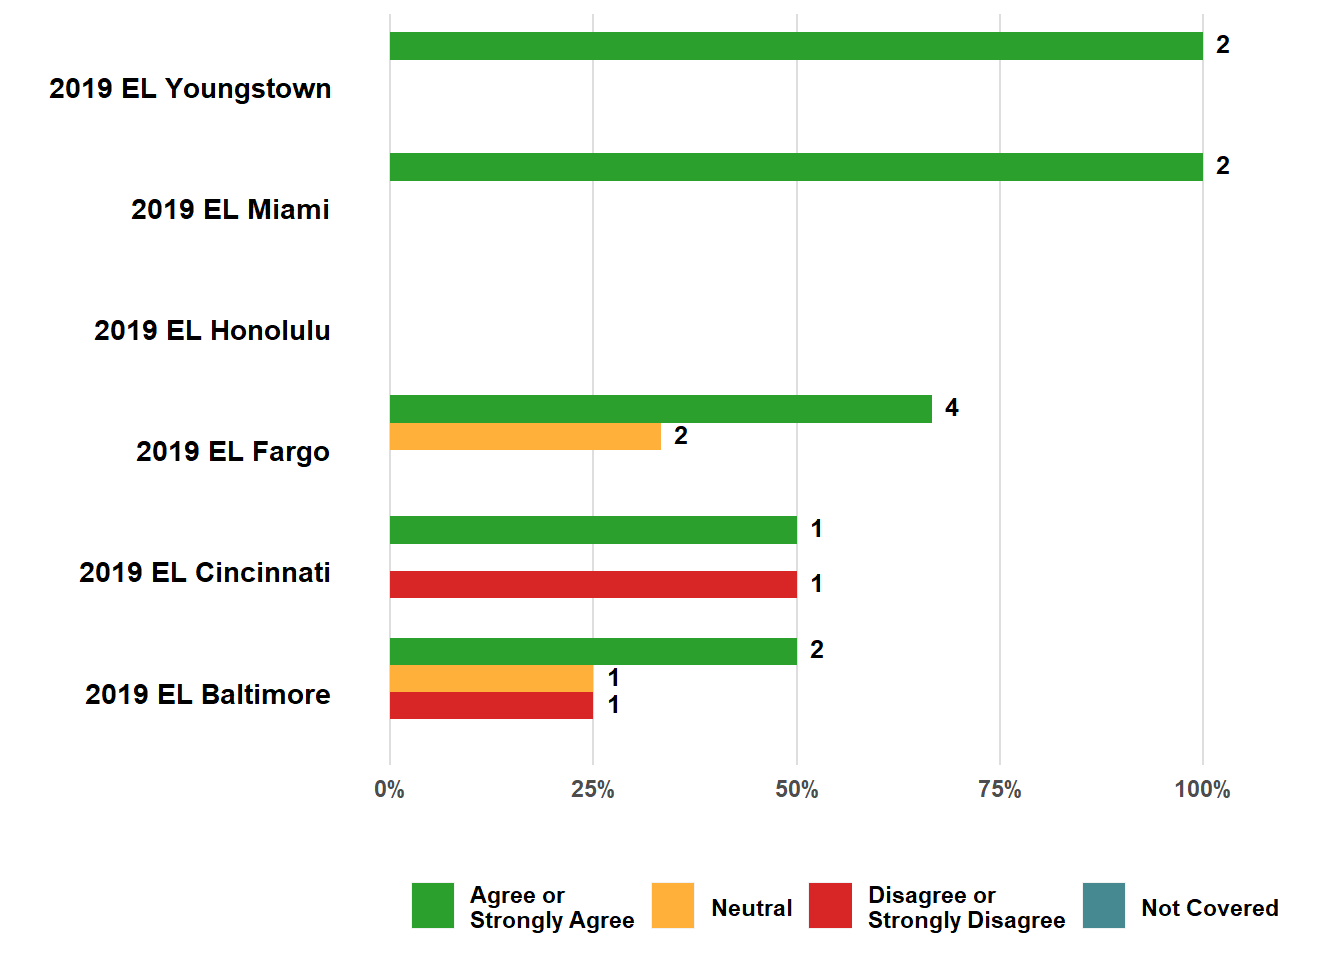 2
2019 EL Youngstown
2
2019 EL Miami
2019 EL Honolulu
4
2
2019 EL Fargo
1
2019 EL Cincinnati
1
2
1
2019 EL Baltimore
1
0% 25% 50% 75% 100%
Agree or
Strongly Agree
Neutral
Disagree or
Strongly Disagree
Not Covered